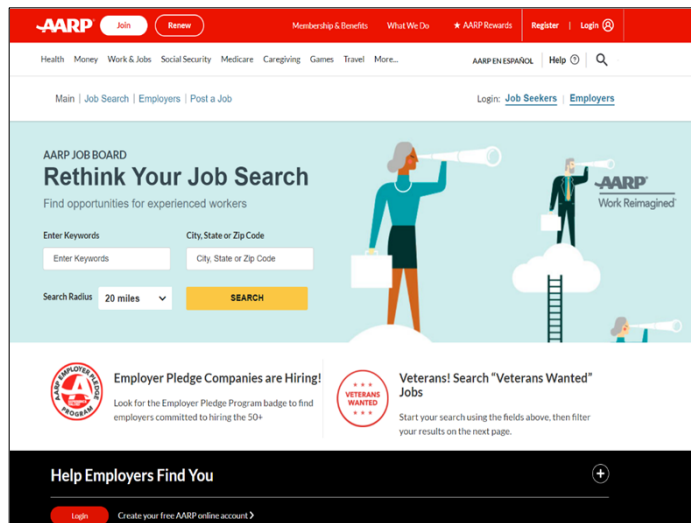 AARP Join Renew Membership & Benefits What We Do ★ AARP Rewards Register | Login
Health Money Work & Jobs Social Security Medicare Caregiving Games Travel More... AARP EN ESPAÑOL Help ?
Main | Job Search | Employers | Post a Job Login: Job Seekers | Employers
AARP JOB BOARD
Rethink Your Job Search
Find opportunities for experienced workers
AARP
Work Reimagined
Enter Keywords City, State or Zip Code
Enter Keywords City, State or Zip Code
Search Radius 20 miles SEARCH
AARP EMPLOYER PLEDGE PROGRAM
Employer Pledge Companies are Hiring!
Look for the Employer Pledge Program badge to find
employers committed to hiring the 50+
VETERANS
WANTED
Veterans! Search “Veterans Wanted”
Jobs
Start your search using the fields above, then filter
your results on the next page.
Help Employers Find You
Login Create your free AARP online account